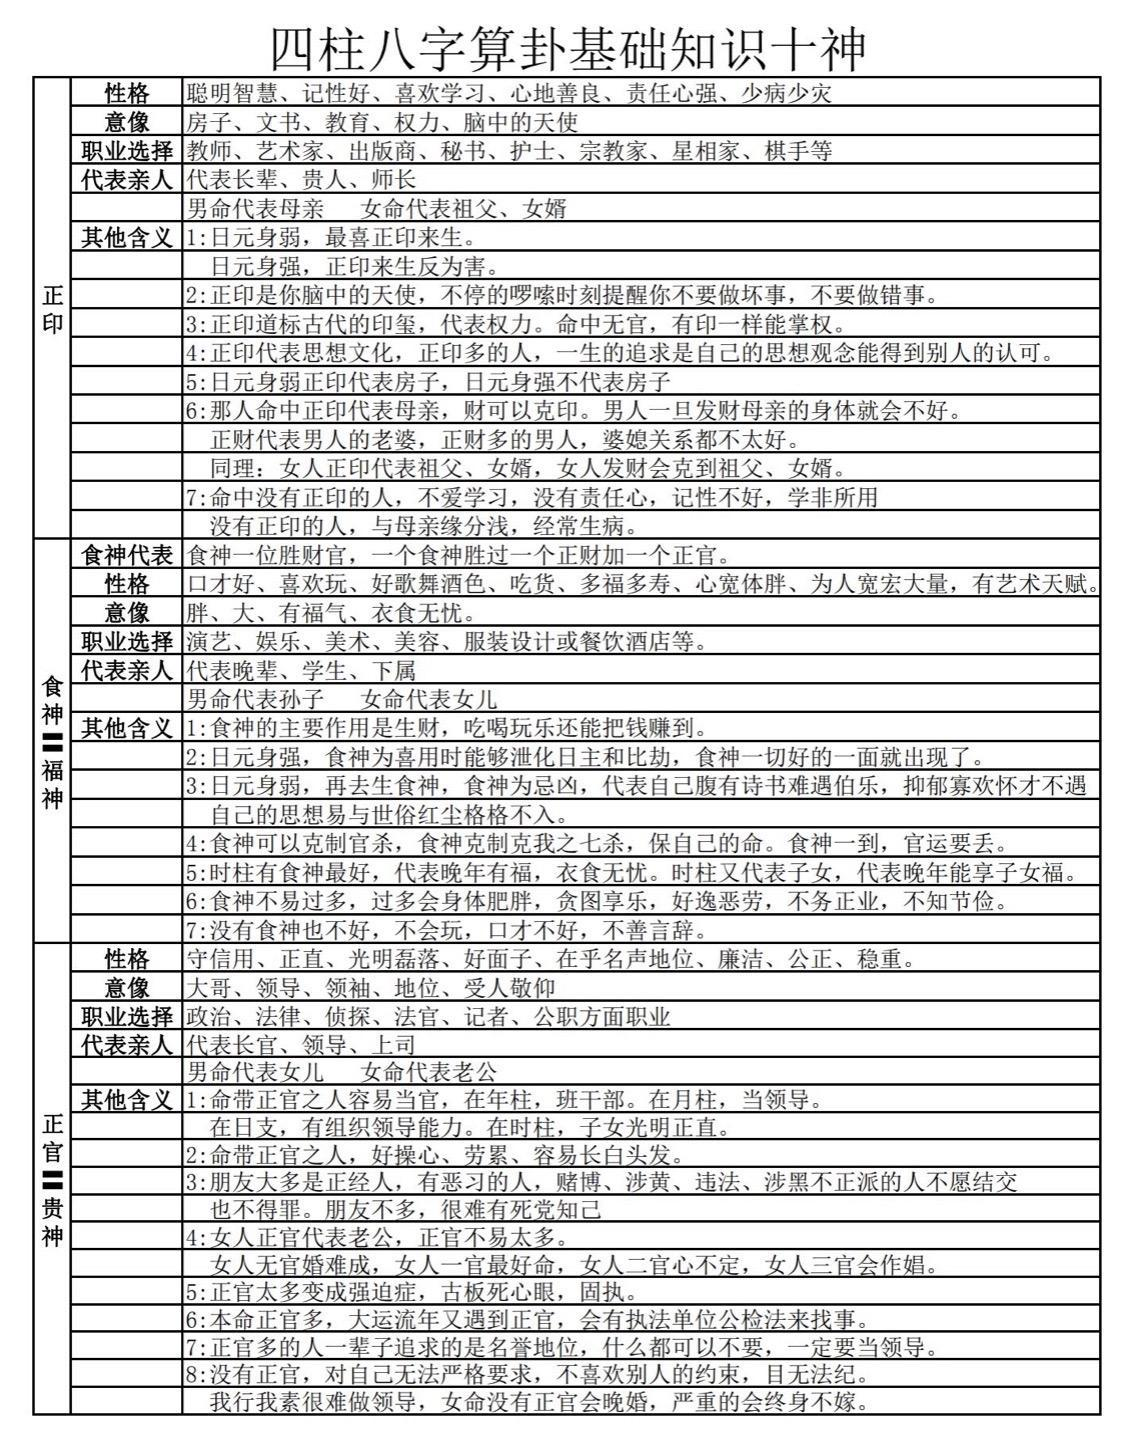 四柱八字算卦基础知识十神
正印
性格 聪明智慧、记性好、喜欢学习、心地善良、责任心强、少病少灾
意像 房子、文书、教育、权力、脑中的天使
职业选择 教师、艺术家、出版商、秘书、护士、宗教家、星相家、棋手等
代表亲人 代表长辈、贵人、师长
男命代表母亲 女命代表祖父、女婿
其他含义 1:日元身弱，最喜正印来生。
日元身强，正印来生反为害。
2:正印是你脑中的天使，不停的啰嗦时刻提醒你不要做坏事，不要做错事。
3:正印道标古代的印玺，代表权力。命中无官，有印一样能掌权。
4:正印代表思想文化，正印多的人，一生的追求是自己的思想观念能得到别人的认可。
5:日元身弱正印代表房子，日元身强不代表房子
6:那人命中正印代表母亲，财可以克印。男人一旦发财母亲的身体就会不好。
正财代表男人的老婆，正财多的男人，婆媳关系都不太好。
同理：女人正印代表祖父、女婿，女人发财会克到祖父、女婿。
7:命中没有正印的人，不爱学习，没有责任心，记性不好，学非所用
没有正印的人，与母亲缘分浅，经常生病。
食神〓福神
食神代表 食神一位胜财官，一个食神胜过一个正财加一个正官。
性格 口才好、喜欢玩、好歌舞酒色、吃货、多福多寿、心宽体胖、为人宽宏大量，有艺术天赋。
意像 胖、大、有福气、衣食无忧。
职业选择 演艺、娱乐、美术、美容、服装设计或餐饮酒店等。
代表亲人 代表晚辈、学生、下属
男命代表孙子 女命代表女儿
其他含义 1:食神的主要作用是生财，吃喝玩乐还能把钱赚到。
2:日元身强，食神为喜用时能够泄化日主和比劫，食神一切好的一面就出现了。
3:日元身弱，再去生食神，食神为忌凶，代表自己腹有诗书难遇伯乐，抑郁寡欢怀才不遇
自己的思想易与世俗红尘格格不入。
4:食神可以克制官杀，食神克制克我之七杀，保自己的命。食神一到，官运要丢。
5:时柱有食神最好，代表晚年有福，衣食无忧。时柱又代表子女，代表晚年能享子女福。
6:食神不易过多，过多会身体肥胖，贪图享乐，好逸恶劳，不务正业，不知节俭。
7:没有食神也不好，不会玩，口才不好，不善言辞。
正官〓贵神
性格 守信用、正直、光明磊落、好面子、在乎名声地位、廉洁、公正、稳重。
意像 大哥、领导、领袖、地位、受人敬仰
职业选择 政治、法律、侦探、法官、记者、公职方面职业
代表亲人 代表长官、领导、上司
男命代表女儿 女命代表老公
其他含义 1:命带正官之人容易当官，在年柱，班干部。在月柱，当领导。
在日支，有组织领导能力。在时柱，子女光明正直。
2:命带正官之人，好操心、劳累、容易长白头发。
3:朋友大多是正经人，有恶习的人，赌博、涉黄、违法、涉黑不正派的人不愿结交
也不得罪。朋友不多，很难有死党知己
4:女人正官代表老公，正官不易太多。
女人无官婚难成，女人一官最好命，女人二官心不定，女人三官会作娼。
5:正官太多变成强迫症，古板死心眼，固执。
6:本命正官多，大运流年又遇到正官，会有执法单位公检法来找事。
7:正官多的人一辈子追求的是名誉地位，什么都可以不要，一定要当领导。
8:没有正官，对自己无法严格要求，不喜欢别人的约束，目无法纪。
我行我素很难做领导，女命没有正官会晚婚，严重的会终身不嫁。